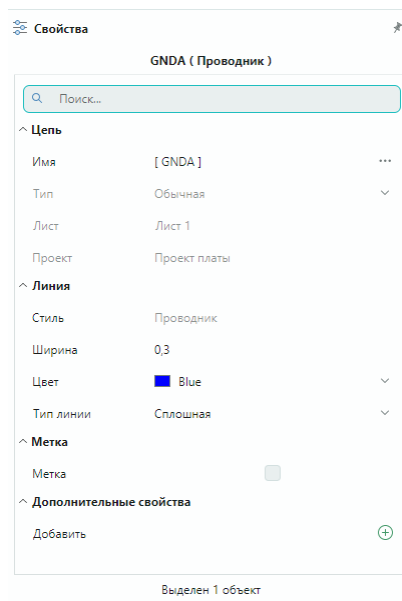 Свойства
GNDA ( Проводник )
Поиск...
Цепь
Имя [ GNDA ] ...
Тип Обычная
Лист Лист 1
Проект Проект платы
Линия
Стиль Проводник
Ширина 0,3
Цвет Blue
Тип линии Сплошная
Метка
Метка
Дополнительные свойства
Добавить
Выделен 1 объект